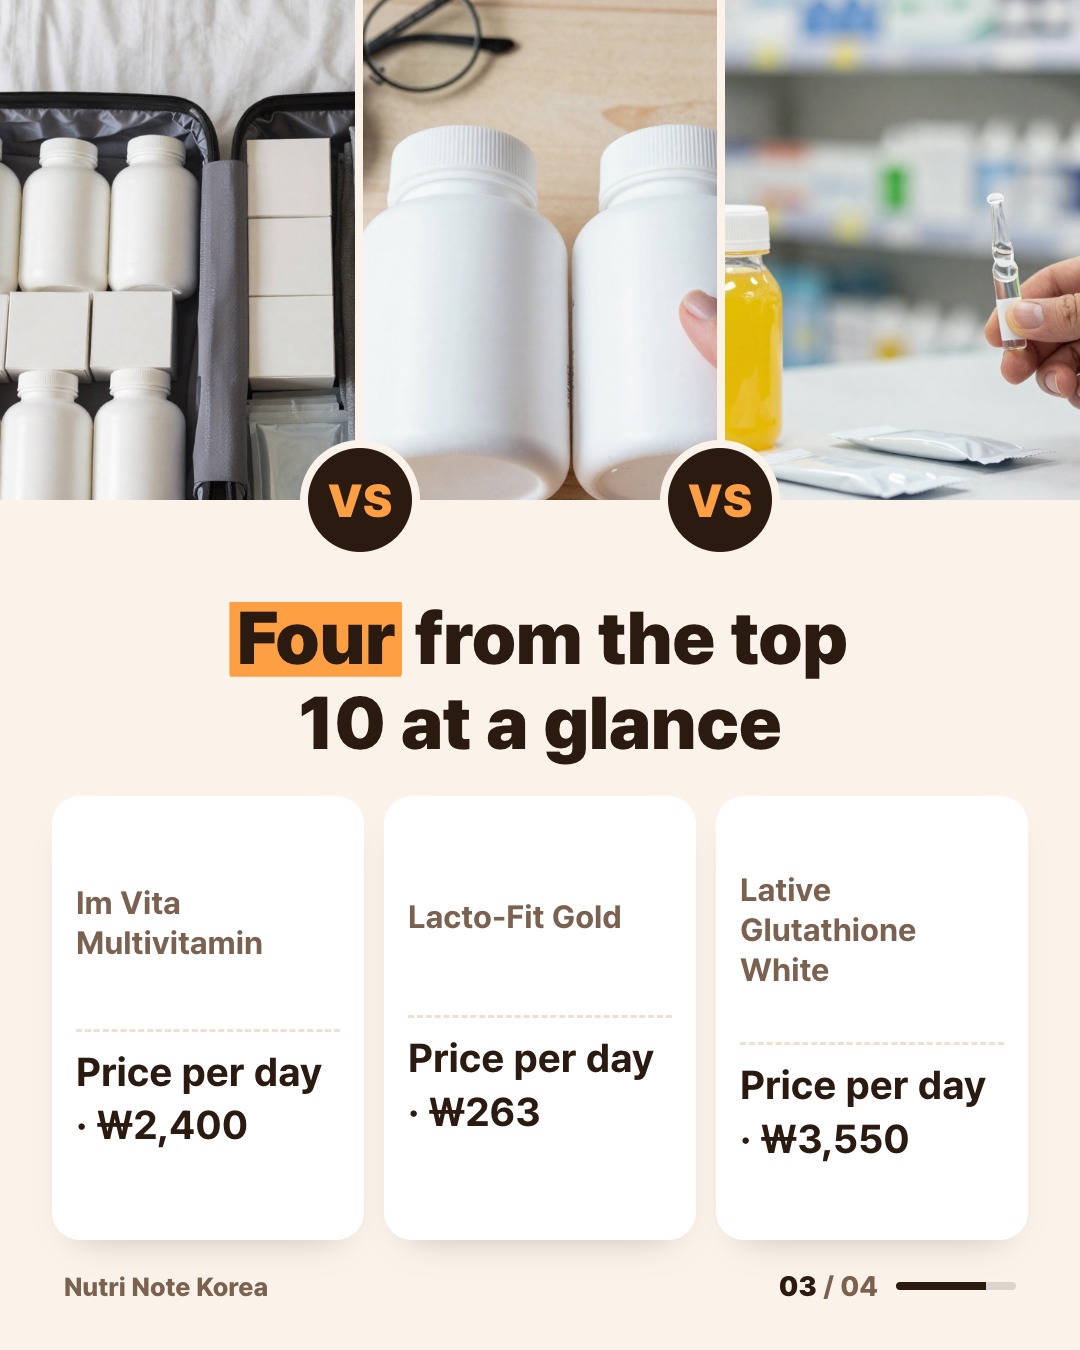 VS
VS
Four from the top
10 at a glance
Im Vita
Multivitamin
Price per day
· ₩2,400
Lacto-Fit Gold
Price per day
· ₩263
Lative
Glutathione
White
Price per day
· ₩3,550
Nutri Note Korea
03 / 04